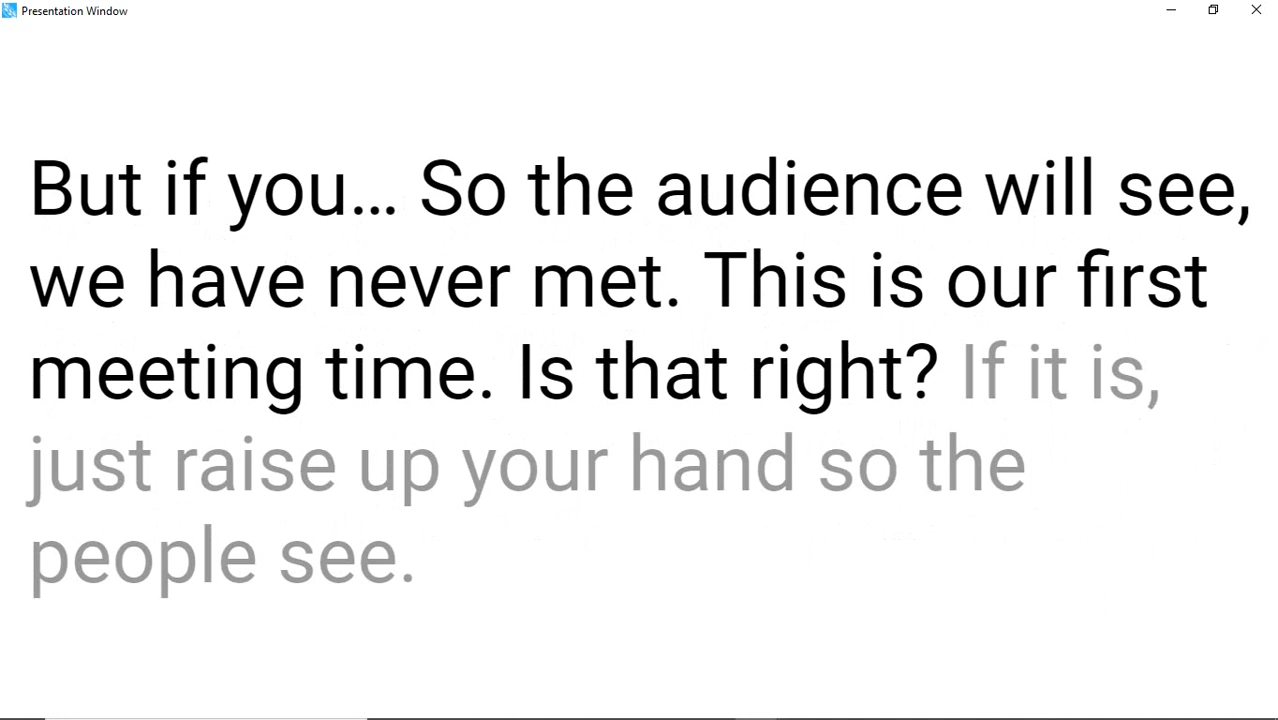 Presentation Window
But if you... So the audience will see,
we have never met. This is our first
meeting time. Is that right? If it is,
just raise up your hand so the
people see.